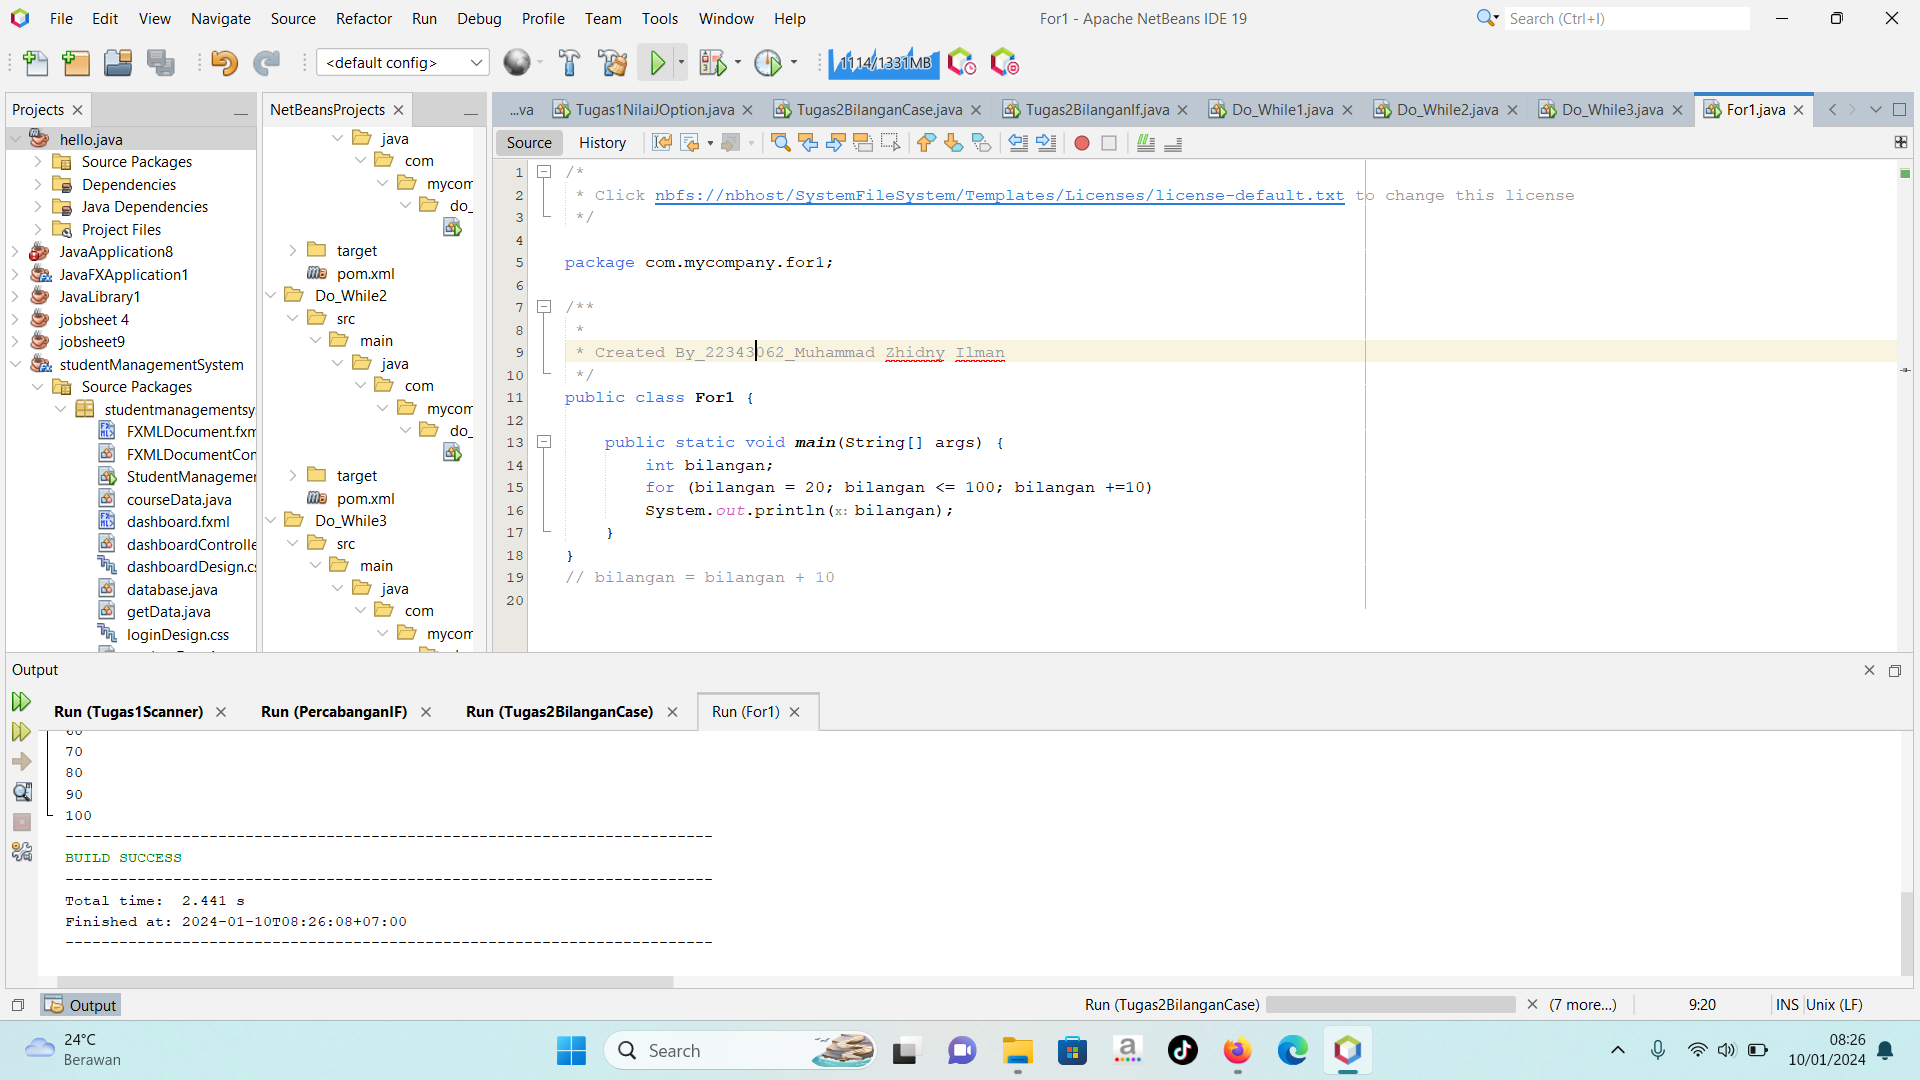 File Edit View Navigate Source Refactor Run Debug Profile Team Tools Window Help
For1 - Apache NetBeans IDE 19
Search (Ctrl+I)
<default config>
1114/1331MB
Projects
hello.java
Source Packages
Dependencies
Java Dependencies
Project Files
JavaApplication8
JavaFXApplication1
JavaLibrary1
jobsheet 4
jobsheet9
studentManagementSystem
Source Packages
studentmanagementsy
FXMLDocument.fxm
FXMLDocumentCon
StudentManagemer
courseData.java
dashboard.fxml
dashboardControlle
dashboardDesign.cs
database.java
getData.java
loginDesign.css
NetBeansProjects
java
com
mycom
do_
target
pom.xml
Do_While2
src
main
java
com
mycom
do_
target
pom.xml
Do_While3
src
main
java
com
mycom
...va Tugas1NilaiJOption.java Tugas2BilanganCase.java Tugas2BilanganIf.java Do_While1.java Do_While2.java Do_While3.java For1.java
Source History
1 /*
2 * Click nbfs://nbhost/SystemFileSystem/Templates/Licenses/license-default.txt to change this license
3 */
4
5 package com.mycompany.for1;
6
7 /**
8 *
9 * Created By_22343062_Muhammad Zhidny Ilman
10 */
11 public class For1 {
12
13 public static void main(String[] args) {
14 int bilangan;
15 for (bilangan = 20; bilangan <= 100; bilangan +=10)
16 System.out.println(x: bilangan);
17 }
18 }
19 // bilangan = bilangan + 10
20
Output
Run (Tugas1Scanner) Run (PercabanganIF) Run (Tugas2BilanganCase) Run (For1)
60
70
80
90
100
------------------------------------------------------------------------
BUILD SUCCESS
------------------------------------------------------------------------
Total time: 2.441 s
Finished at: 2024-01-10T08:26:08+07:00
------------------------------------------------------------------------
Output
Run (Tugas2BilanganCase) (7 more...) 9:20 INS Unix (LF)
24°C
Berawan
Search
08:26
10/01/2024